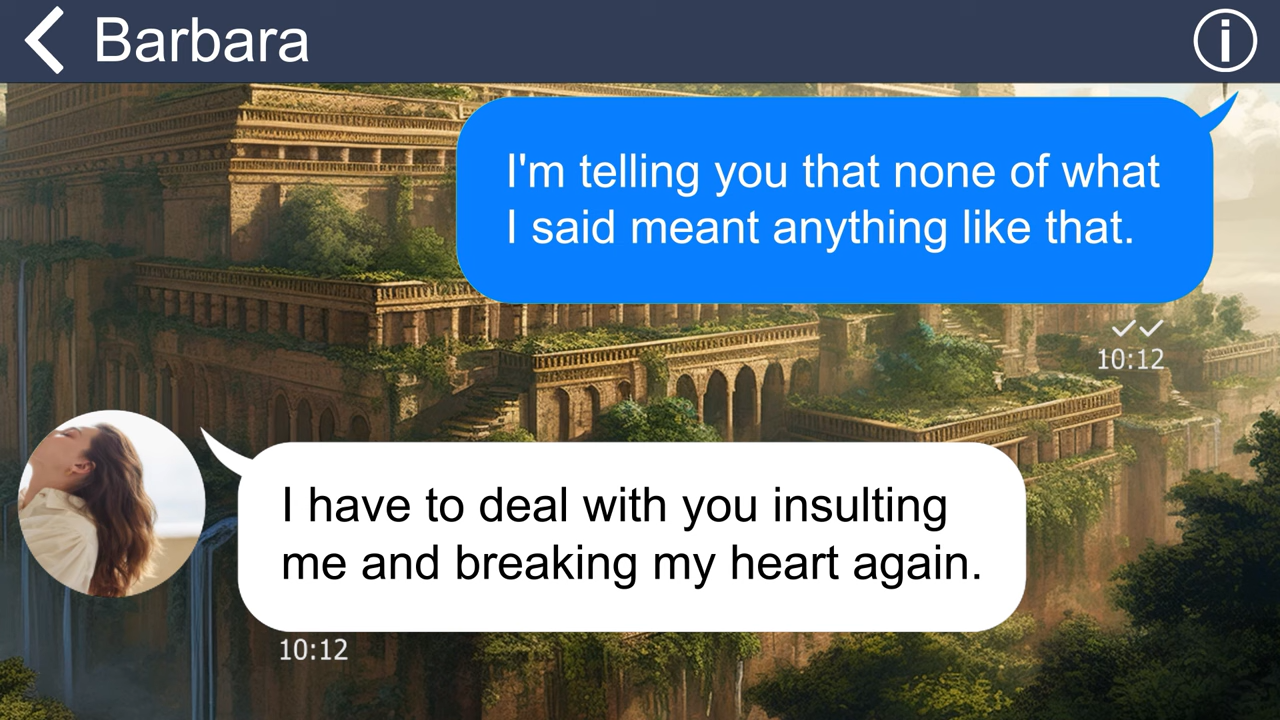 Barbara
I'm telling you that none of what
I said meant anything like that.
10:12
I have to deal with you insulting
me and breaking my heart again.
10:12